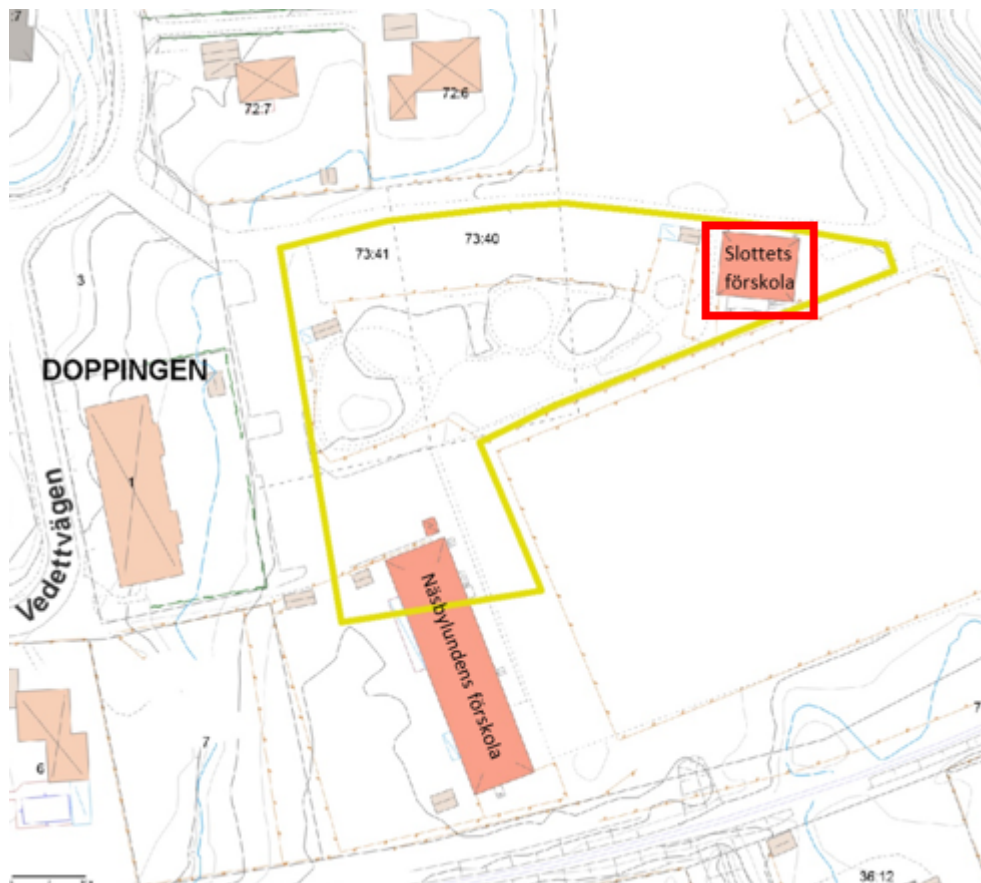 :7
72:7
72:6
73:41
73:40
Slottets
förskola
3
DOPPINGEN
1
Vedettvägen
Näsbylundens förskola
7
6
7
36:12